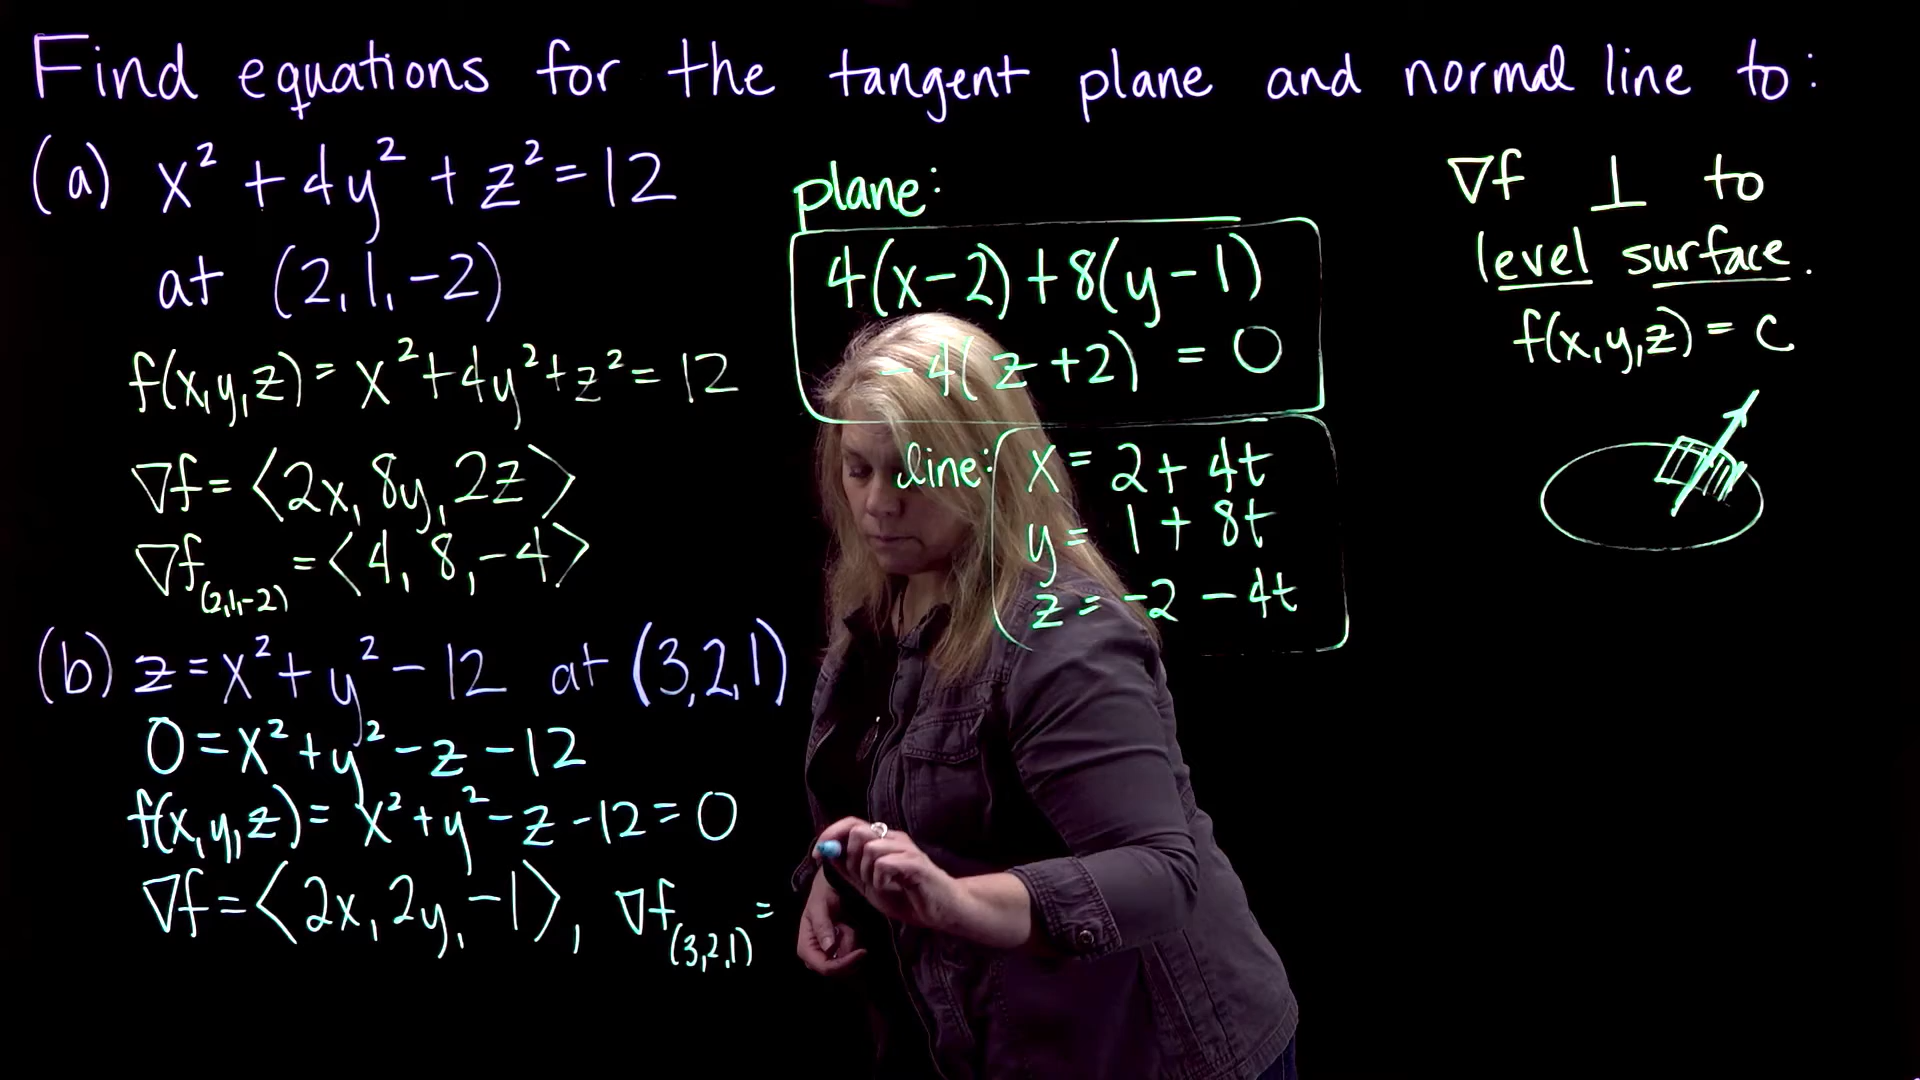 Find equations for the tangent plane and normal line to:
(a) x² + 4y² + z² = 12
at (2, 1, -2)
f(x,y,z) = x² + 4y² + z² = 12
∇f = ⟨2x, 8y, 2z⟩
∇f₍₂,₁,₋₂₎ = ⟨4, 8, -4⟩
plane:
4(x-2) + 8(y-1)
-4(z+2) = 0
line: x = 2 + 4t
y = 1 + 8t
z = -2 - 4t
∇f ⊥ to
level surface.
f(x,y,z) = c
(b) z = x² + y² - 12 at (3,2,1)
0 = x² + y² - z - 12
f(x,y,z) = x² + y² - z - 12 = 0
∇f = ⟨2x, 2y, -1⟩, ∇f₍₃,₂,₁₎ =